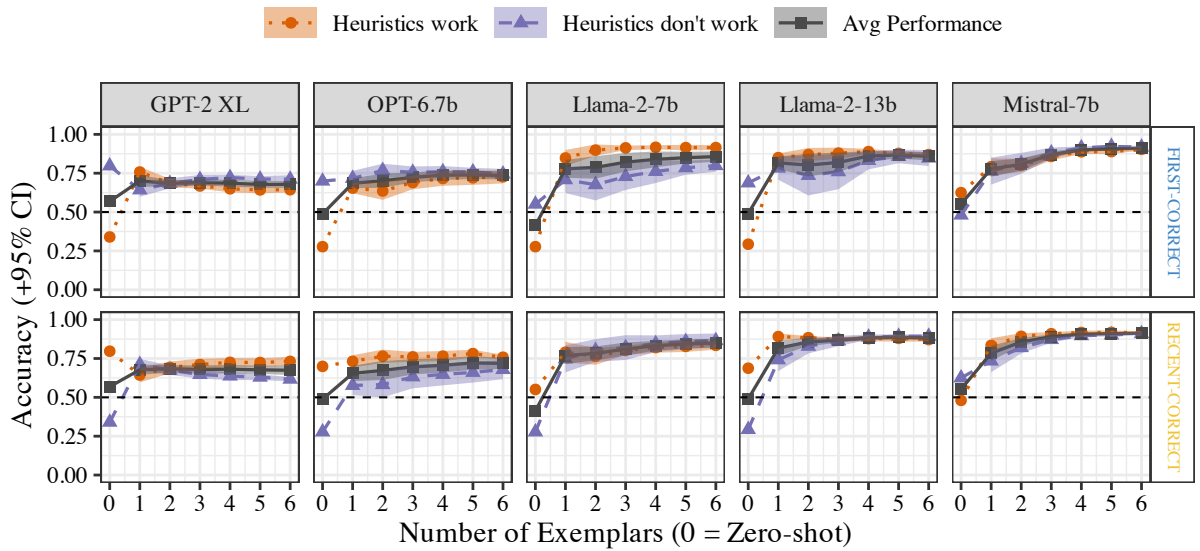 Heuristics work
Heuristics don't work
Avg Performance
GPT-2 XL
OPT-6.7b
Llama-2-7b
Llama-2-13b
Mistral-7b
Accuracy (+95% CI)
1.00
0.75
0.50
0.25
0.00
FIRST-CORRECT
1.00
0.75
0.50
0.25
0.00
RECENT-CORRECT
0 1 2 3 4 5 6
0 1 2 3 4 5 6
0 1 2 3 4 5 6
0 1 2 3 4 5 6
0 1 2 3 4 5 6
Number of Exemplars (0 = Zero-shot)